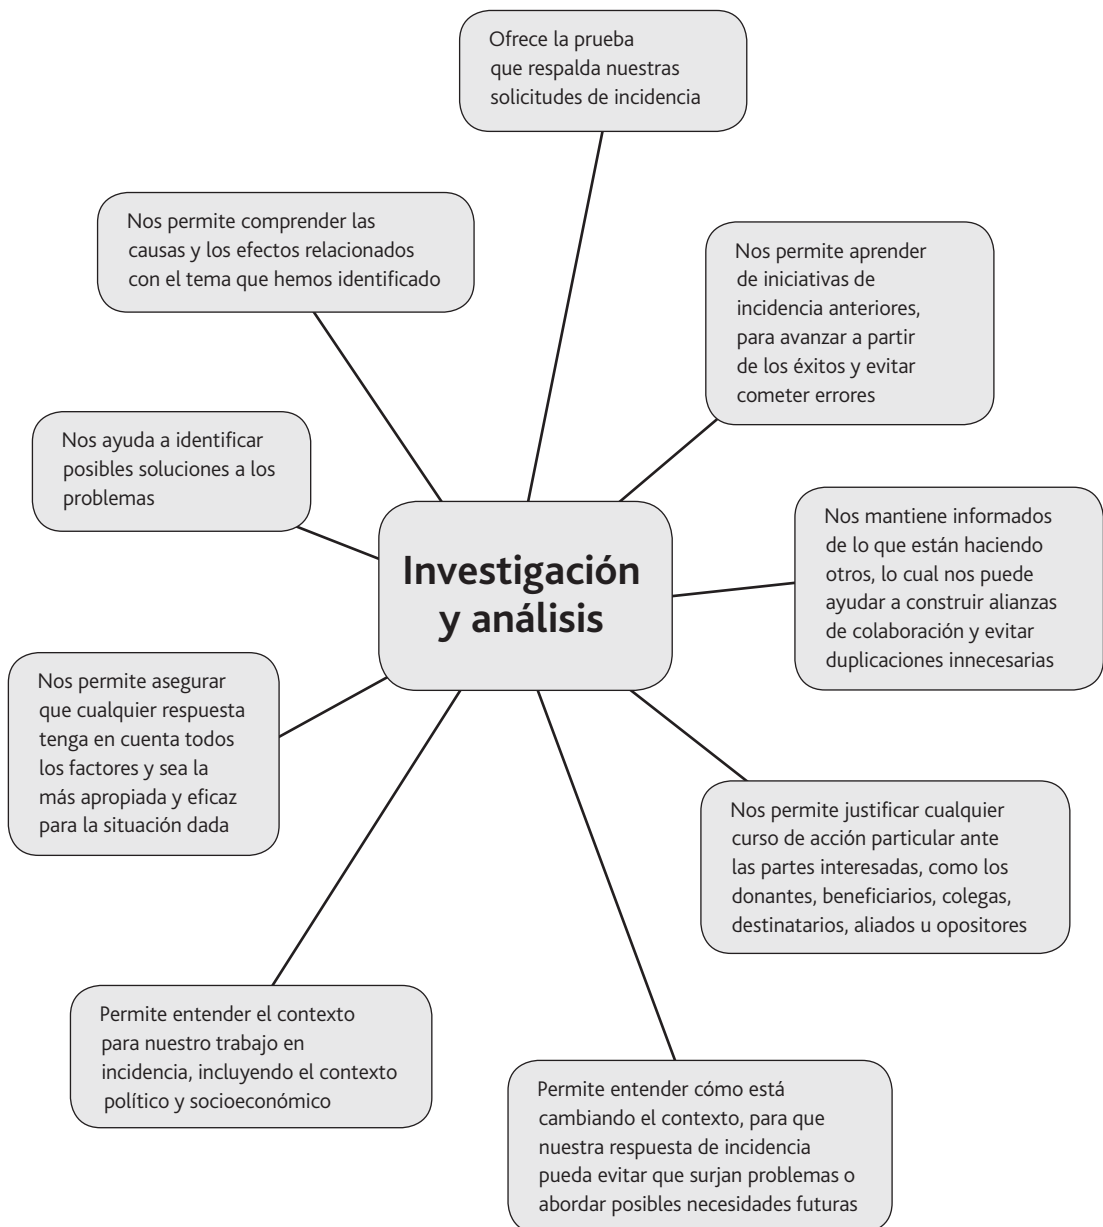 Ofrece la prueba
que respalda nuestras
solicitudes de incidencia
Nos permite comprender las
causas y los efectos relacionados
con el tema que hemos identificado
Nos permite aprender
de iniciativas de
incidencia anteriores,
para avanzar a partir
de los éxitos y evitar
cometer errores
Nos ayuda a identificar
posibles soluciones a los
problemas
Investigación
y análisis
Nos mantiene informados
de lo que están haciendo
otros, lo cual nos puede
ayudar a construir alianzas
de colaboración y evitar
duplicaciones innecesarias
Nos permite asegurar
que cualquier respuesta
tenga en cuenta todos
los factores y sea la
más apropiada y eficaz
para la situación dada
Nos permite justificar cualquier
curso de acción particular ante
las partes interesadas, como los
donantes, beneficiarios, colegas,
destinatarios, aliados u opositores
Permite entender el contexto
para nuestro trabajo en
incidencia, incluyendo el contexto
político y socioeconómico
Permite entender cómo está
cambiando el contexto, para que
nuestra respuesta de incidencia
pueda evitar que surjan problemas o
abordar posibles necesidades futuras